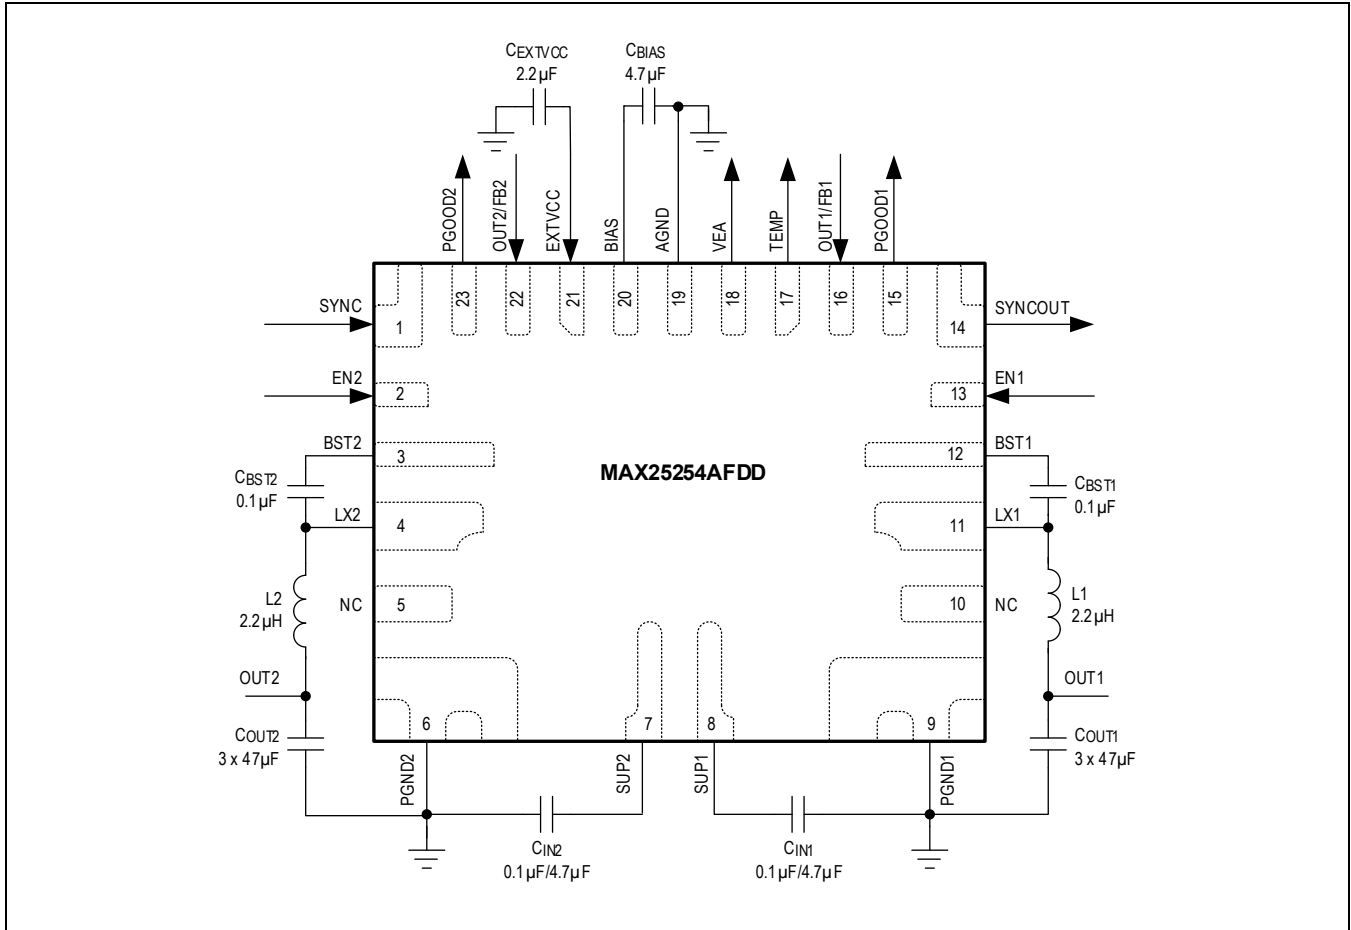 CEXTVCC
2.2µF
CBIAS
4.7µF
PGOOD2
OUT2/FB2
EXTVCC
BIAS
AGND
VEA
TEMP
OUT1/FB1
PGOOD1
23
22
21
20
19
18
17
16
15
SYNC
1
14
SYNCOUT
EN2
2
13
EN1
BST2
3
12
BST1
MAX25254AFDD
CBST2
0.1µF
CBST1
0.1µF
LX2
4
11
LX1
L2
2.2µH
NC
5
10
NC
L1
2.2µH
OUT2
OUT1
6
7
8
9
COUT2
3 x 47µF
COUT1
3 x 47µF
PGND2
SUP2
SUP1
PGND1
CIN2
0.1µF/4.7µF
CIN1
0.1µF/4.7µF